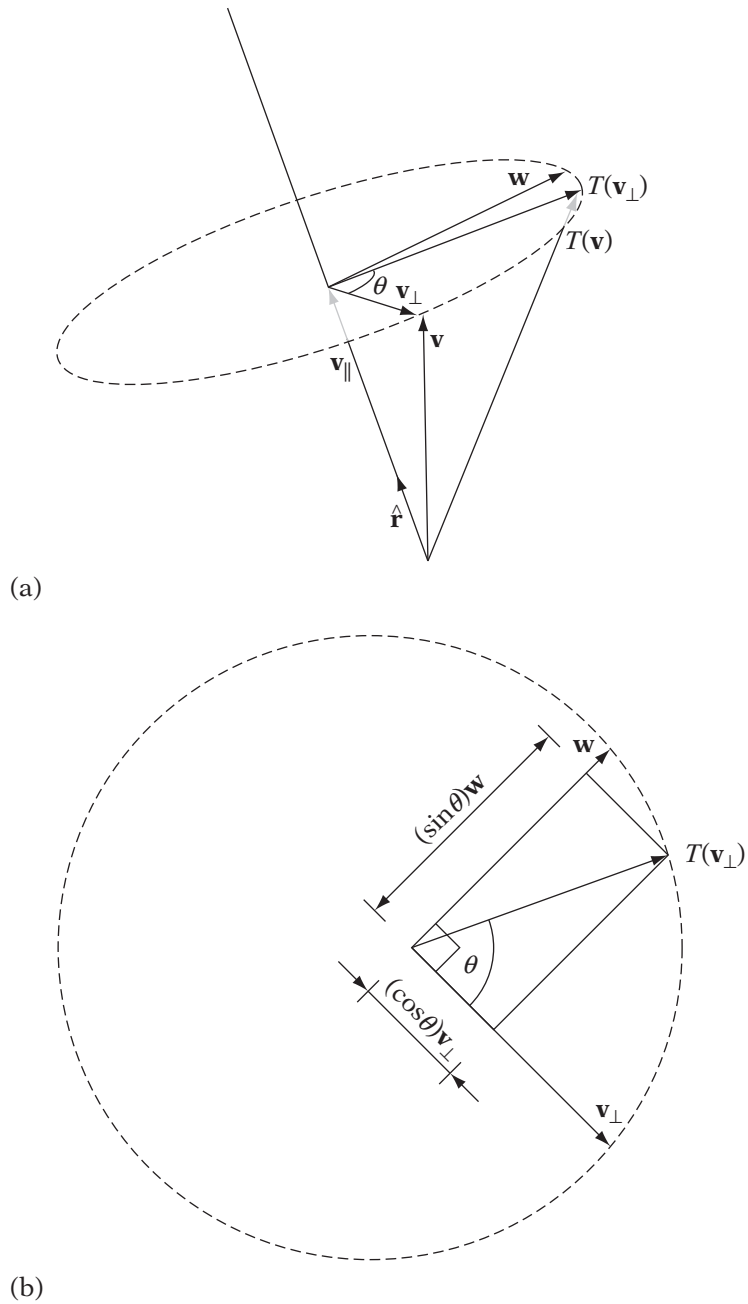 w
T(v⊥)
T(v)
θ
v⊥
v
v∥
r̂
(a)
w
(sinθ)w
T(v⊥)
θ
(cosθ)v⊥
v⊥
(b)